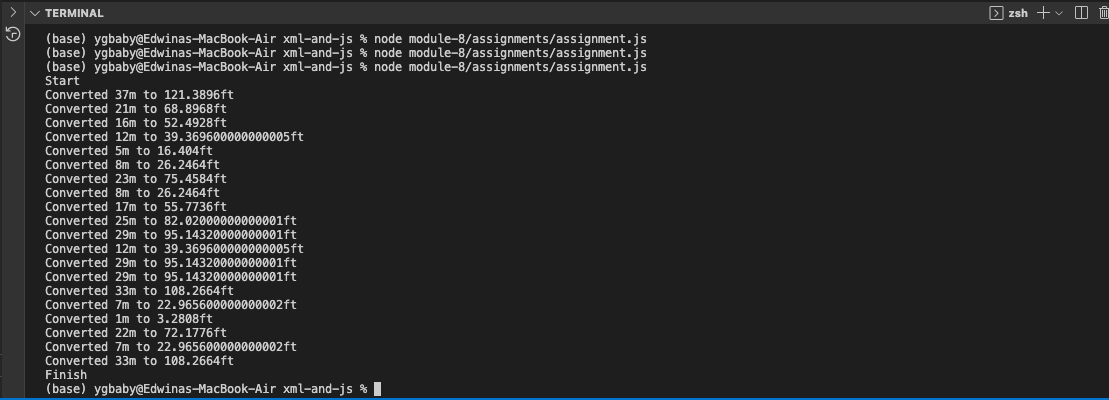 TERMINAL
zsh
(base) ygbaby@Edwinas-MacBook-Air xml-and-js % node module-8/assignments/assignment.js
(base) ygbaby@Edwinas-MacBook-Air xml-and-js % node module-8/assignments/assignment.js
(base) ygbaby@Edwinas-MacBook-Air xml-and-js % node module-8/assignments/assignment.js
Start
Converted 37m to 121.3896ft
Converted 21m to 68.8968ft
Converted 16m to 52.4928ft
Converted 12m to 39.369600000000005ft
Converted 5m to 16.404ft
Converted 8m to 26.2464ft
Converted 23m to 75.4584ft
Converted 8m to 26.2464ft
Converted 17m to 55.7736ft
Converted 25m to 82.02000000000001ft
Converted 29m to 95.14320000000001ft
Converted 12m to 39.369600000000005ft
Converted 29m to 95.14320000000001ft
Converted 29m to 95.14320000000001ft
Converted 33m to 108.2664ft
Converted 7m to 22.965600000000002ft
Converted 1m to 3.2808ft
Converted 22m to 72.1776ft
Converted 7m to 22.965600000000002ft
Converted 33m to 108.2664ft
Finish
(base) ygbaby@Edwinas-MacBook-Air xml-and-js %